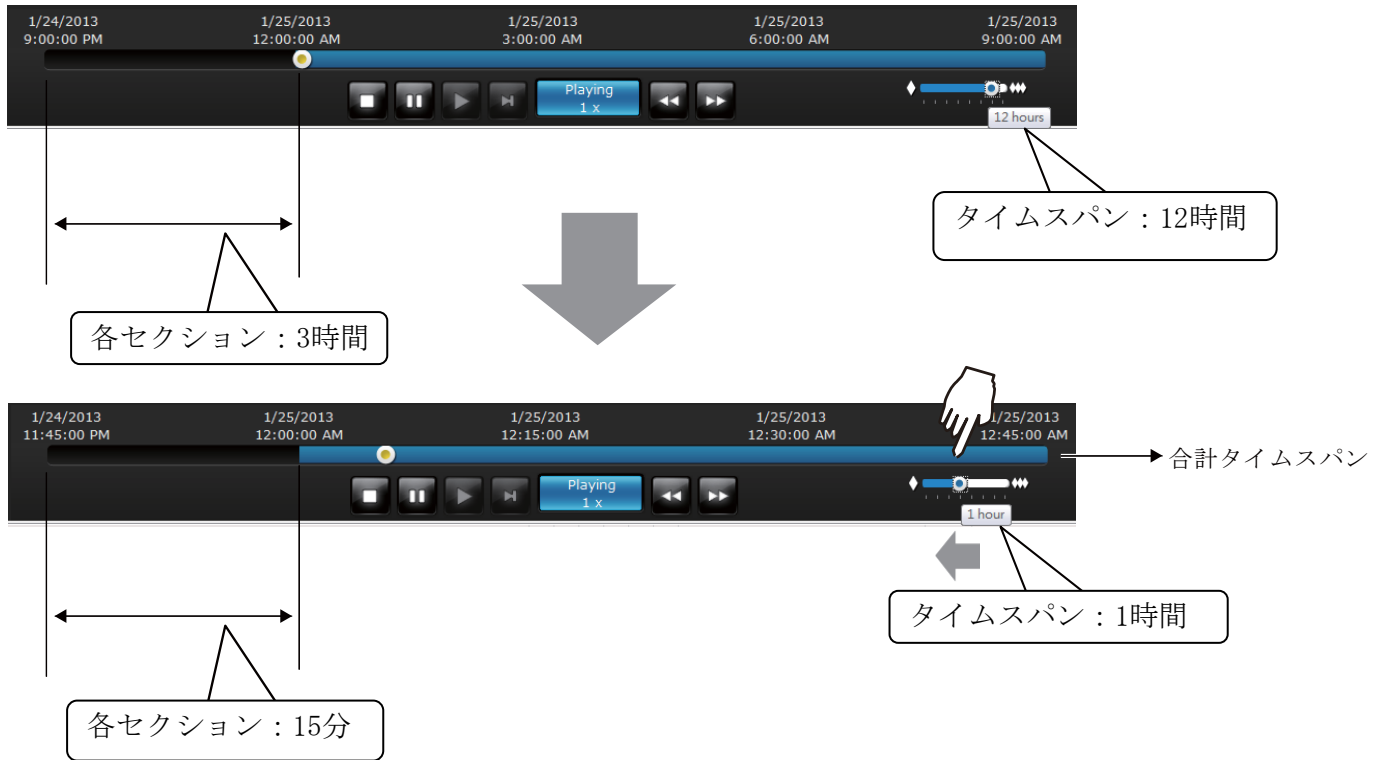 1/24/2013 1/25/2013 1/25/2013 1/25/2013 1/25/2013
9:00:00 PM 12:00:00 AM 3:00:00 AM 6:00:00 AM 9:00:00 AM
Playing
1 x
12 hours
タイムスパン：12時間
各セクション：3時間
1/24/2013 1/25/2013 1/25/2013 1/25/2013 1/25/2013
11:45:00 PM 12:00:00 AM 12:15:00 AM 12:30:00 AM 12:45:00 AM
合計タイムスパン
Playing
1 x
1 hour
タイムスパン：1時間
各セクション：15分